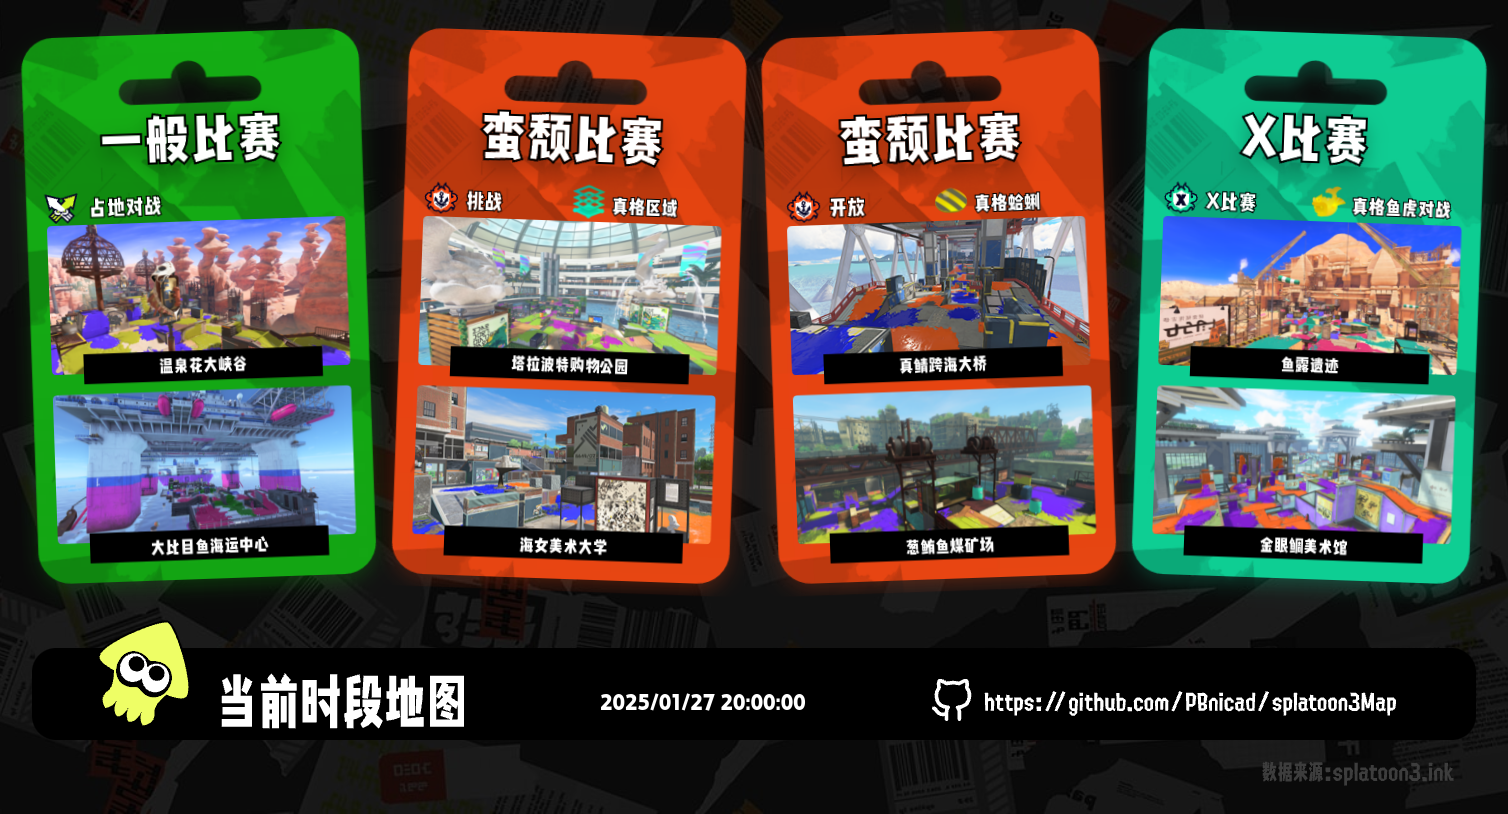 一般比赛
占地对战
温泉花大峡谷
大比目鱼海运中心
蛮颓比赛
挑战
真格区域
塔拉波特购物公园
海女美术大学
蛮颓比赛
开放
真格蛤蜊
真鲭跨海大桥
葱鲔鱼煤矿场
X比赛
X比赛
真格鱼虎对战
鱼露遗迹
金眼鲷美术馆
当前时段地图
2025/01/27 20:00:00
https://github.com/PBnicad/splatoon3Map
数据来源:splatoon3.ink